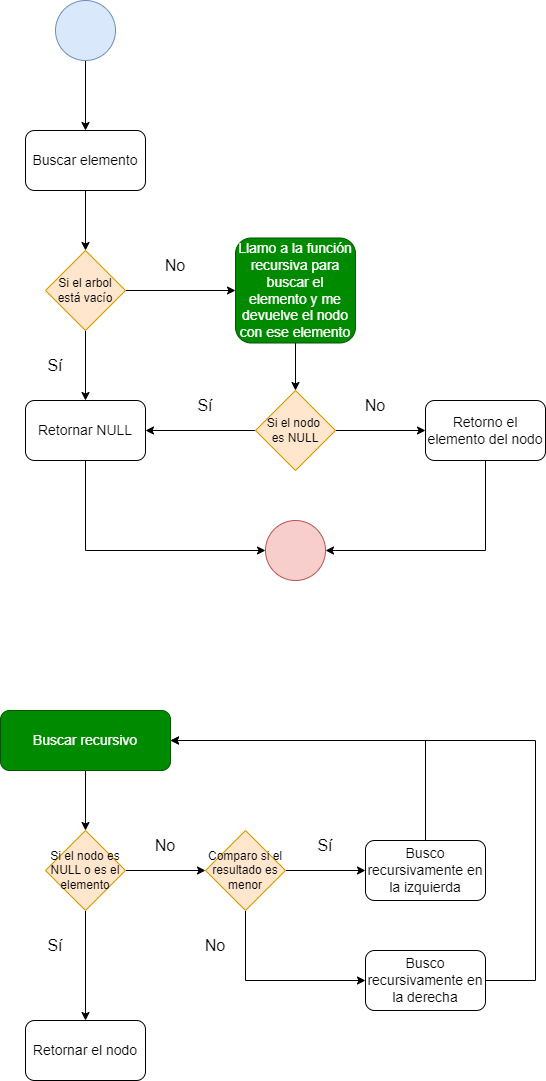 Buscar elemento
Si el arbol
está vacío
No
Llamo a la función
recursiva para
buscar el
elemento y me
devuelve el nodo
con ese elemento
Sí
Retornar NULL
Sí
Si el nodo
es NULL
No
Retorno el
elemento del nodo
Buscar recursivo
Si el nodo es
NULL o es el
elemento
No
Comparo si el
resultado es
menor
Sí
Busco
recursivamente en
la izquierda
Sí
No
Busco
recursivamente en
la derecha
Retornar el nodo